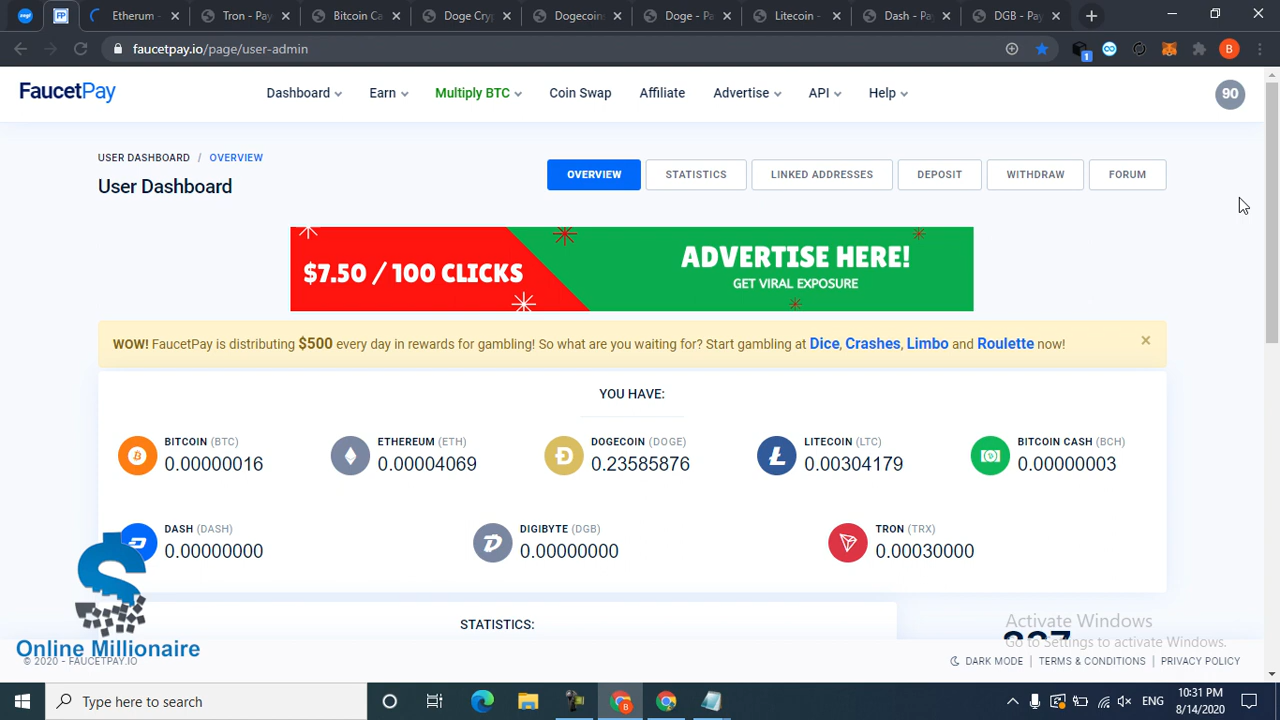 Etherum -
Tron - Pay
Bitcoin Ca
Doge Cryp
Dogecoins
Doge - Pa
Litecoin -
Dash - Pay
DGB - Pay
faucetpay.io/page/user-admin
1
B
FaucetPay
Dashboard
Earn
Multiply BTC
Coin Swap
Affiliate
Advertise
API
Help
90
USER DASHBOARD / OVERVIEW
User Dashboard
OVERVIEW
STATISTICS
LINKED ADDRESSES
DEPOSIT
WITHDRAW
FORUM
$7.50 / 100 CLICKS
ADVERTISE HERE!
GET VIRAL EXPOSURE
WOW! FaucetPay is distributing $500 every day in rewards for gambling! So what are you waiting for? Start gambling at Dice, Crashes, Limbo and Roulette now!
YOU HAVE:
BITCOIN (BTC)
0.00000016
ETHEREUM (ETH)
0.00004069
DOGECOIN (DOGE)
0.23585876
LITECOIN (LTC)
0.00304179
BITCOIN CASH (BCH)
0.00000003
DASH (DASH)
0.00000000
DIGIBYTE (DGB)
0.00000000
TRON (TRX)
0.00030000
STATISTICS:
Activate Windows
Go to Settings to activate Windows.
Online Millionaire
© 2020 - FAUCETPAY.IO
DARK MODE | TERMS & CONDITIONS | PRIVACY POLICY
Type here to search
ENG
10:31 PM
8/14/2020